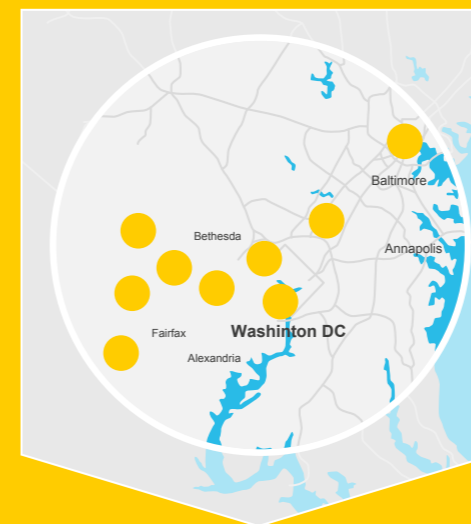 Baltimore
Bethesda
Annapolis
Fairfax
Washinton DC
Alexandria